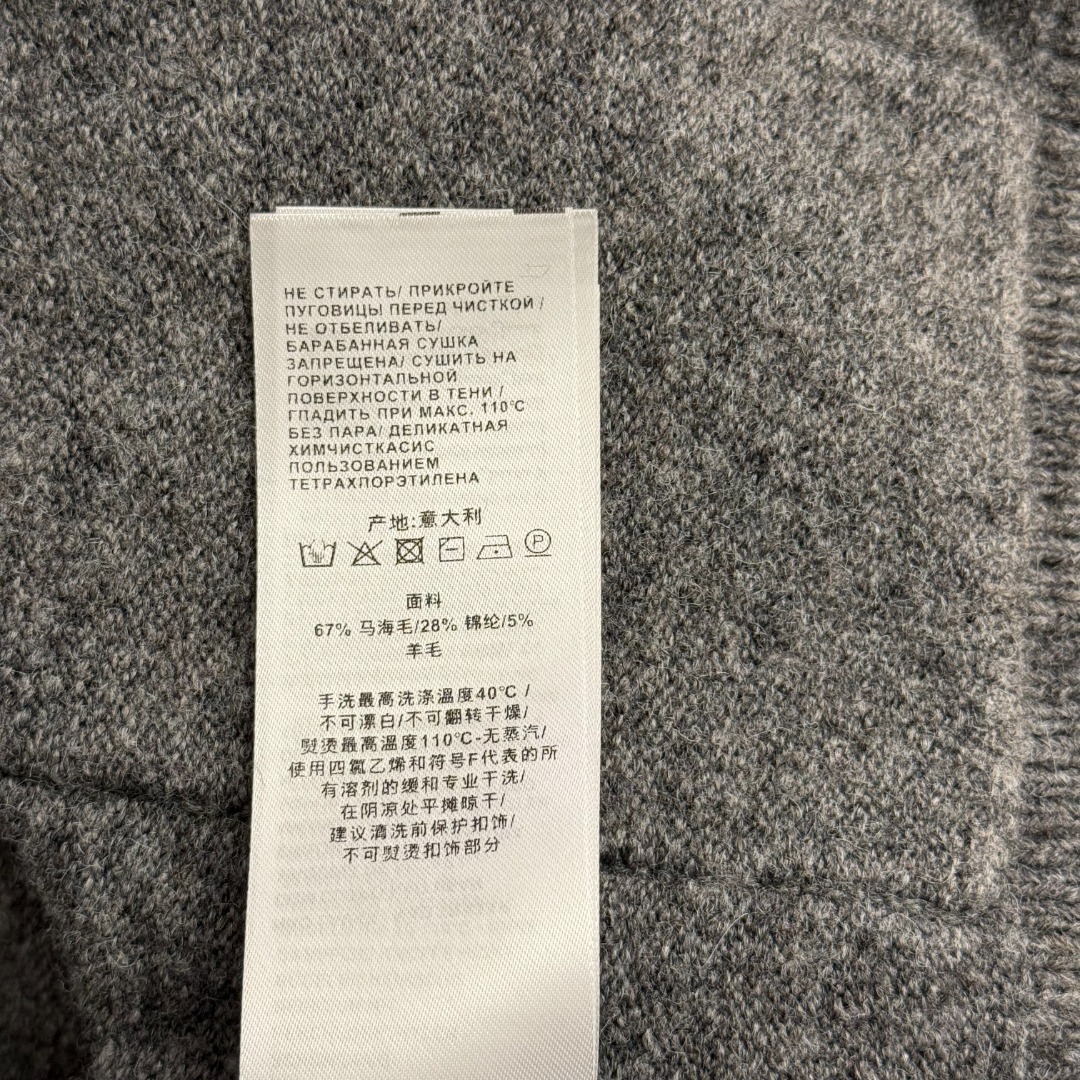 НЕ СТИРАТЬ/ ПРИКРОЙТЕ
ПУГОВИЦЫ ПЕРЕД ЧИСТКОЙ /
НЕ ОТБЕЛИВАТЬ/
БАРАБАННАЯ СУШКА
ЗАПРЕЩЕНА/ СУШИТЬ НА
ГОРИЗОНТАЛЬНОЙ
ПОВЕРХНОСТИ В ТЕНИ /
ГПАДИТЬ ПРИ МАКС. 110℃
БЕЗ ПАРА/ ДЕЛИКАТНАЯ
ХИМЧИСТКАСИС
ПОЛЬЗОВАНИЕМ
ТЕТРАХЛОРЭТИЛЕНА
产地:意大利
P
面料
67% 马海毛/28% 锦纶/5%
羊毛
手洗最高洗涤温度40℃ /
不可漂白/不可翻转干燥/
熨烫最高温度110℃-无蒸汽/
使用四氯乙烯和符号F代表的所
有溶剂的缓和专业干洗/
在阴凉处平摊晾干/
建议清洗前保护扣饰/
不可熨烫扣饰部分